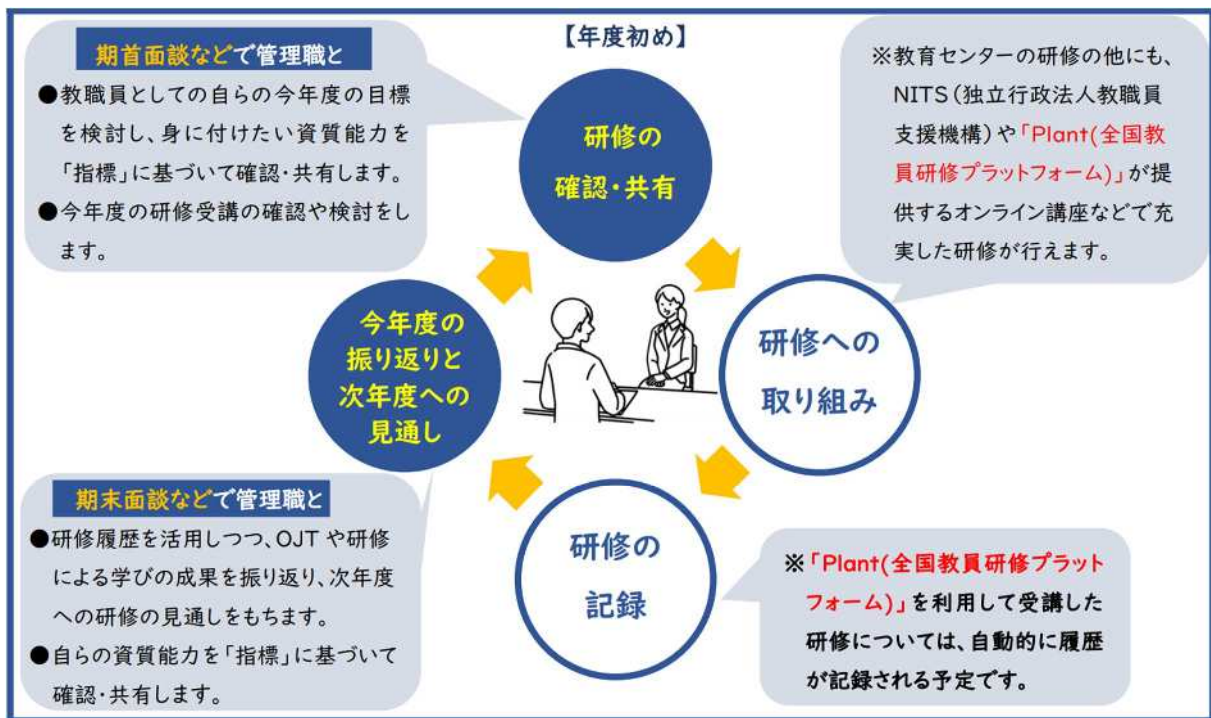 【年度初め】
期首面談などで管理職と
●教職員としての自らの今年度の目標
を検討し、身に付けたい資質能力を
「指標」に基づいて確認・共有します。
●今年度の研修受講の確認や検討をし
ます。
研修の
確認・共有
※教育センターの研修の他にも、
NITS(独立行政法人教職員
支援機構)や「Plant(全国教
員研修プラットフォーム)」が提
供するオンライン講座などで充
実した研修が行えます。
研修への
取り組み
研修の
記録
※「Plant(全国教員研修プラット
フォーム)」を利用して受講した
研修については、自動的に履歴
が記録される予定です。
今年度の
振り返りと
次年度への
見通し
期末面談などで管理職と
●研修履歴を活用しつつ、OJTや研修
による学びの成果を振り返り、次年度
への研修の見通しをもちます。
●自らの資質能力を「指標」に基づいて
確認・共有します。